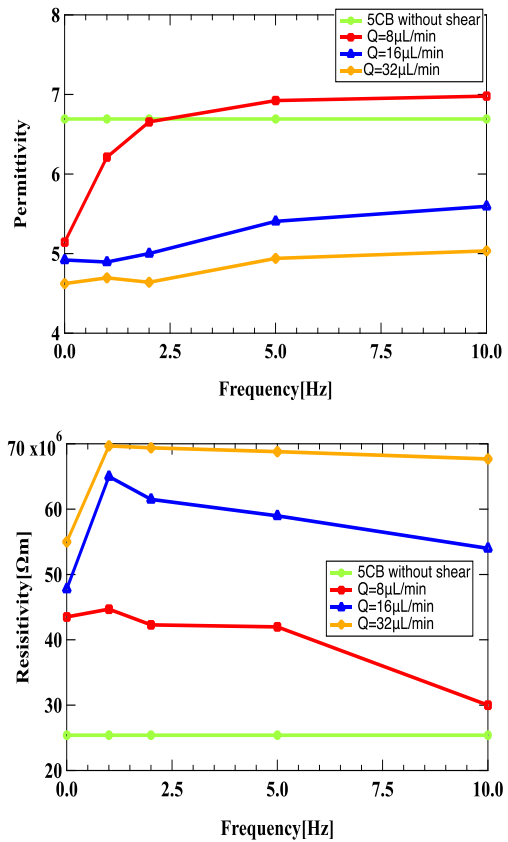 8
7
6
5
4
Permittivity
5CB without shear
Q=8µL/min
Q=16µL/min
Q=32µL/min
0.0 2.5 5.0 7.5 10.0
Frequency[Hz]
70 x10^6
60
50
40
30
20
Resisitivity[Ωm]
5CB without shear
Q=8µL/min
Q=16µL/min
Q=32µL/min
0.0 2.5 5.0 7.5 10.0
Frequency[Hz]